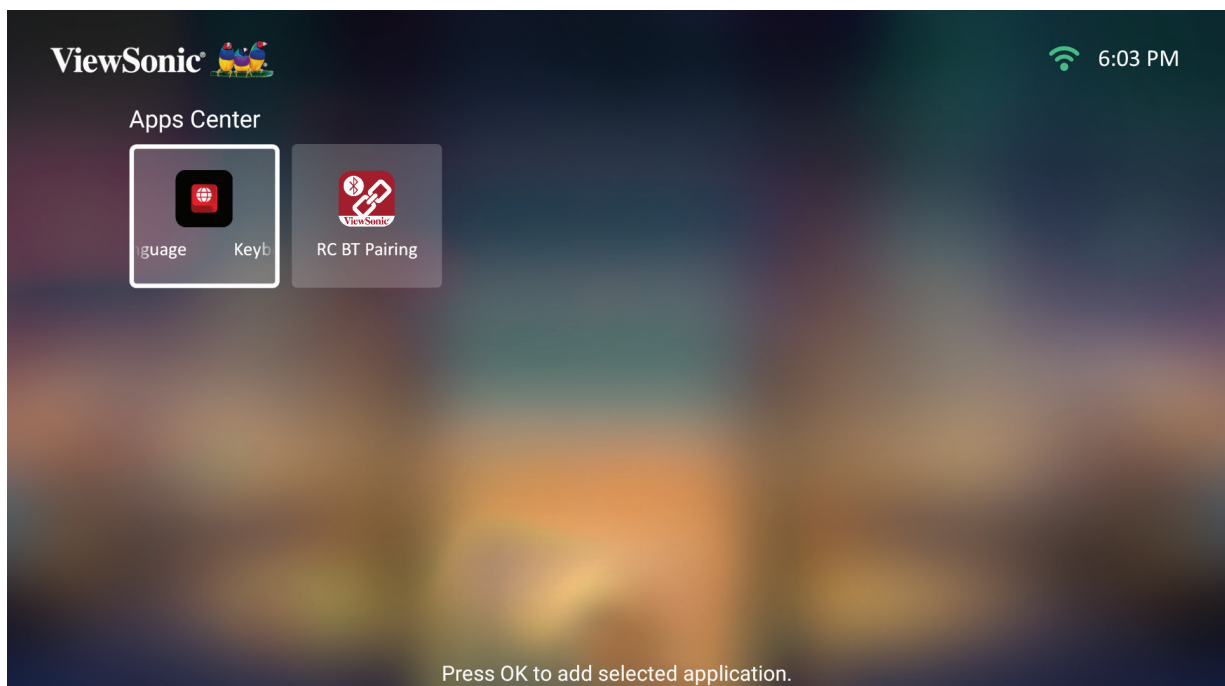 ViewSonic
6:03 PM
Apps Center
guage Keyb
ViewSonic
RC BT Pairing
Press OK to add selected application.